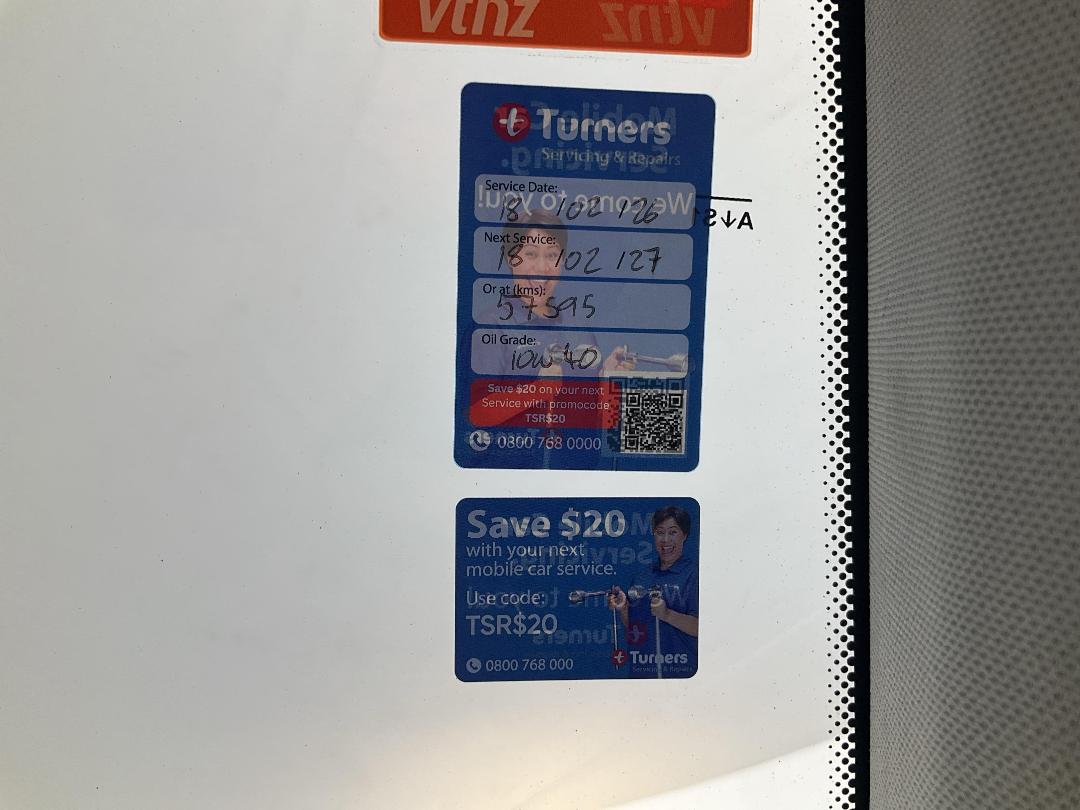 vtnz
Turners
Servicing & Repairs
Service Date:
18 / 02 / 26
Next Service:
18 / 02 / 27
Or at (kms):
57595
Oil Grade:
10W 40
Save $20 on your next
Service with promocode
TSR$20
0800 768 0000
Save $20
with your next
mobile car service.
Use code:
TSR$20
0800 768 000
Turners
Servicing & Repairs